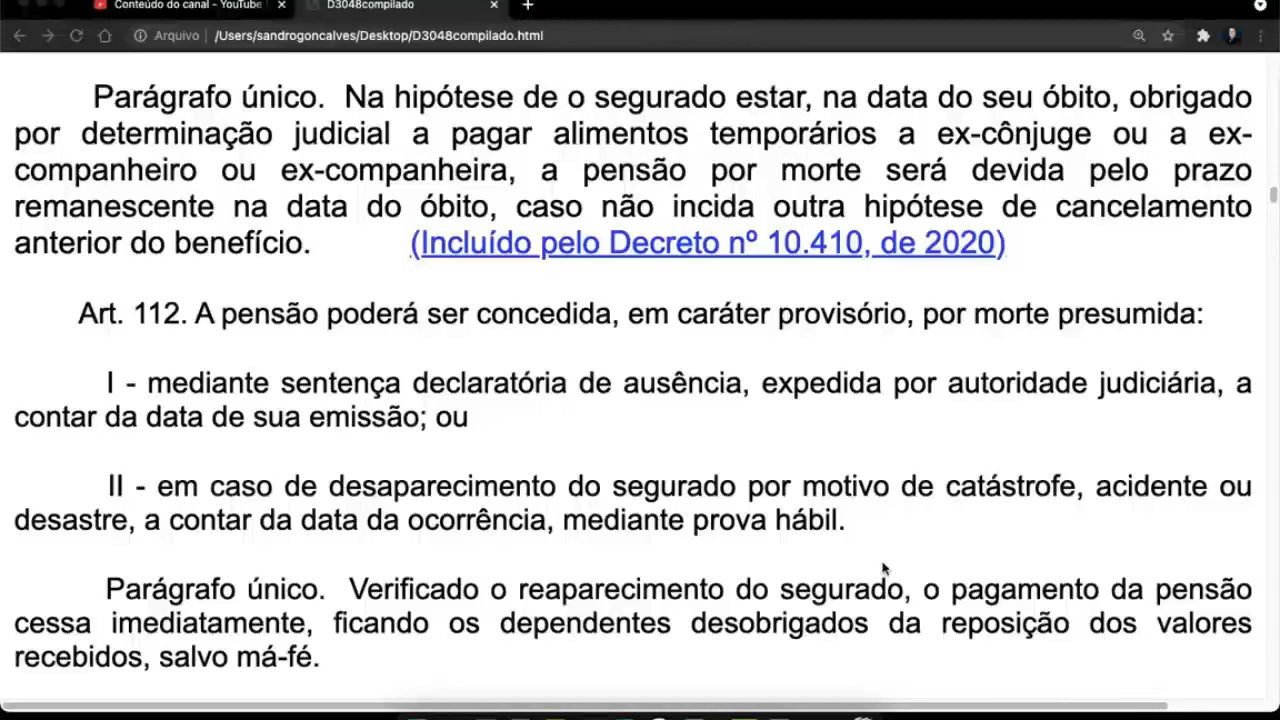 Conteúdo do canal - YouTube
D3048compilado
Arquivo | /Users/sandrogoncalves/Desktop/D3048compilado.html
Parágrafo único. Na hipótese de o segurado estar, na data do seu óbito, obrigado
por determinação judicial a pagar alimentos temporários a ex-cônjuge ou a ex-
companheiro ou ex-companheira, a pensão por morte será devida pelo prazo
remanescente na data do óbito, caso não incida outra hipótese de cancelamento
anterior do benefício. (Incluído pelo Decreto nº 10.410, de 2020)
Art. 112. A pensão poderá ser concedida, em caráter provisório, por morte presumida:
I - mediante sentença declaratória de ausência, expedida por autoridade judiciária, a
contar da data de sua emissão; ou
II - em caso de desaparecimento do segurado por motivo de catástrofe, acidente ou
desastre, a contar da data da ocorrência, mediante prova hábil.
Parágrafo único. Verificado o reaparecimento do segurado, o pagamento da pensão
cessa imediatamente, ficando os dependentes desobrigados da reposição dos valores
recebidos, salvo má-fé.